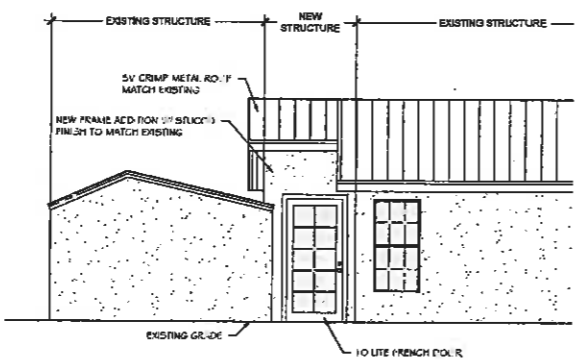 EXISTING STRUCTURE
NEW
STRUCTURE
EXISTING STRUCTURE
5V CRIMP METAL ROOF
MATCH EXISTING
NEW FRAME ADDITION W/ STUCCO
FINISH TO MATCH EXISTING
EXISTING GRADE
10 LITE FRENCH DOOR